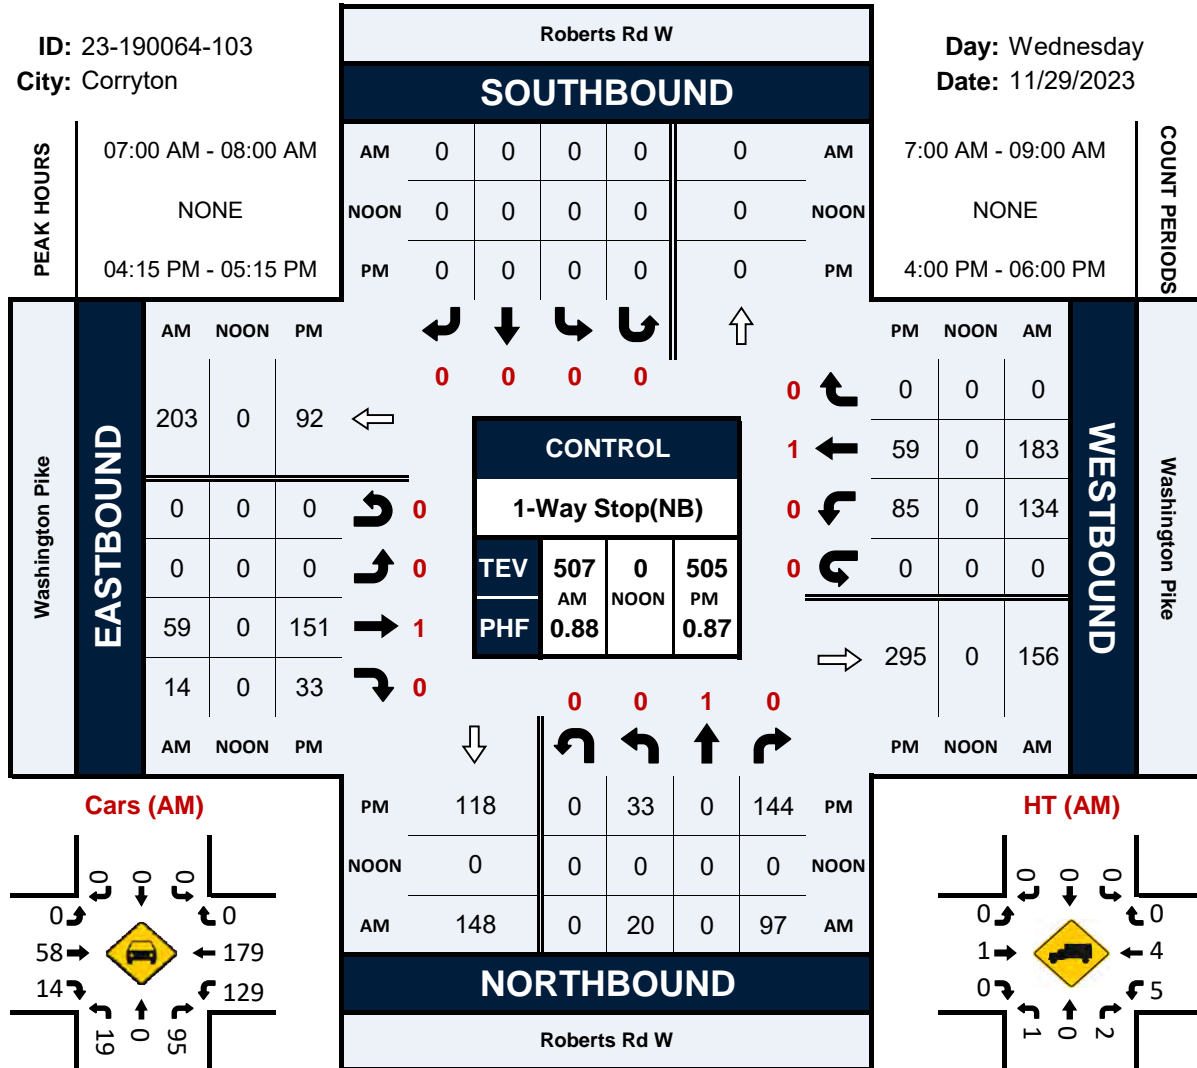 Roberts Rd W
ID: 23-190064-103
Day: Wednesday
City: Corryton
Date: 11/29/2023
SOUTHBOUND
PEAK HOURS
07:00 AM - 08:00 AM
AM 0 0 0 0 0 AM
7:00 AM - 09:00 AM
COUNT PERIODS
NONE
NOON 0 0 0 0 0 NOON
NONE
04:15 PM - 05:15 PM
PM 0 0 0 0 0 PM
4:00 PM - 06:00 PM
Washington Pike
EASTBOUND
AM NOON PM
203 0 92
0 0 0 0
0 0 0 0
59 0 151 1
14 0 33 0
AM NOON PM
0 0 0 0
CONTROL
1-Way Stop(NB)
TEV 507 0 505
AM NOON PM
PHF 0.88 0.87
PM NOON AM
0 0 0 0
1 59 0 183
0 85 0 134
0 0 0 0
295 0 156
PM NOON AM
WESTBOUND
Washington Pike
0 0 1 0
PM 118 0 33 0 144 PM
NOON 0 0 0 0 0 NOON
AM 148 0 20 0 97 AM
NORTHBOUND
Roberts Rd W
Cars (AM)
0 0 0
0 0
58 179
14 129
19 0 95
HT (AM)
0 0 0
0 0
1 4
0 5
1 0 2